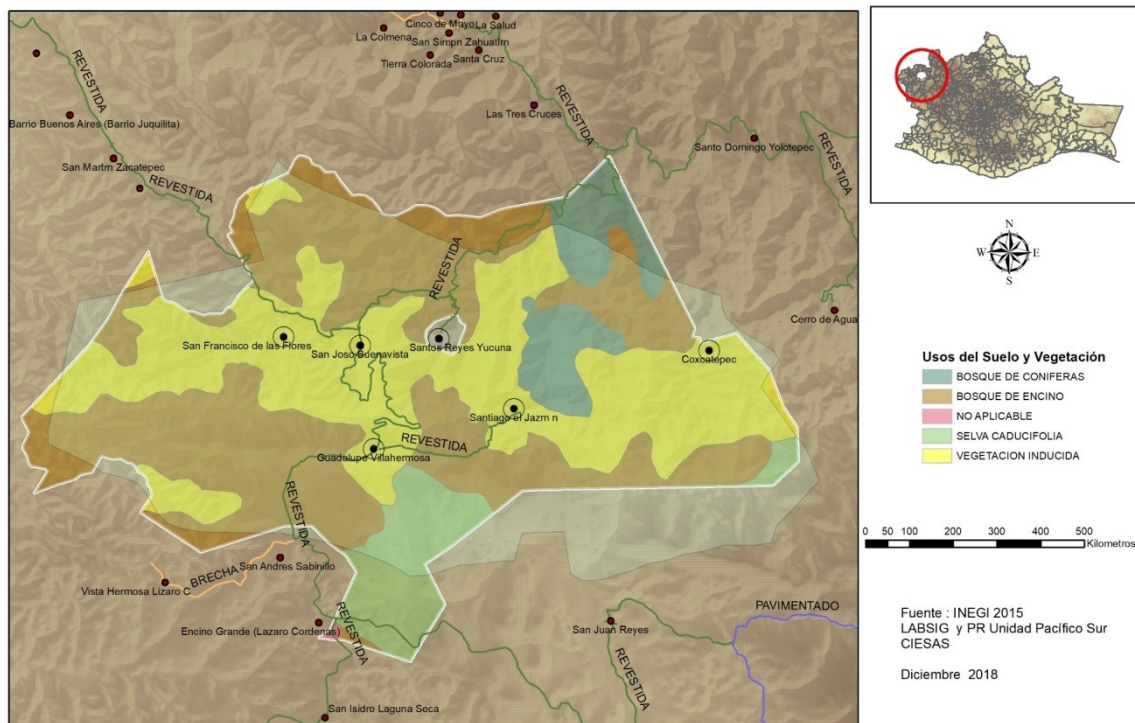 Cinco de Mayo
La Salud
La Colmena
San Simpn Zahuatlrn
Tierra Colorada
Santa Cruz
REVESTIDA
Las Tres Cruces
REVESTIDA
Barrio Buenos Aires (Barrio Juquilita)
Santo Domingo Yolotepec
REVESTIDA
San Martrn Zacatepec
REVESTIDA
REVESTIDA
Cerro de Agua
San Francisco de las Flores
San Joso Buenavista
Santos Reyes Yucuna
Coxcatepec
Santiago el Jazm n
REVESTIDA
Guadalupe Villahermosa
REVESTIDA
San Andres Sabinillo
BRECHA
Vista Hermosa Lizaro C
PAVIMENTADO
Encino Grande (Lazaro Cordenas)
REVESTIDA
San Juan Reyes
REVESTIDA
San Isidro Laguna Seca
N
W
E
S
Usos del Suelo y Vegetación
BOSQUE DE CONIFERAS
BOSQUE DE ENCINO
NO APLICABLE
SELVA CADUCIFOLIA
VEGETACION INDUCIDA
0 50 100 200 300 400 500
Kilometros
Fuente : INEGI 2015
LABSIG y PR Unidad Pacífico Sur
CIESAS
Diciembre 2018